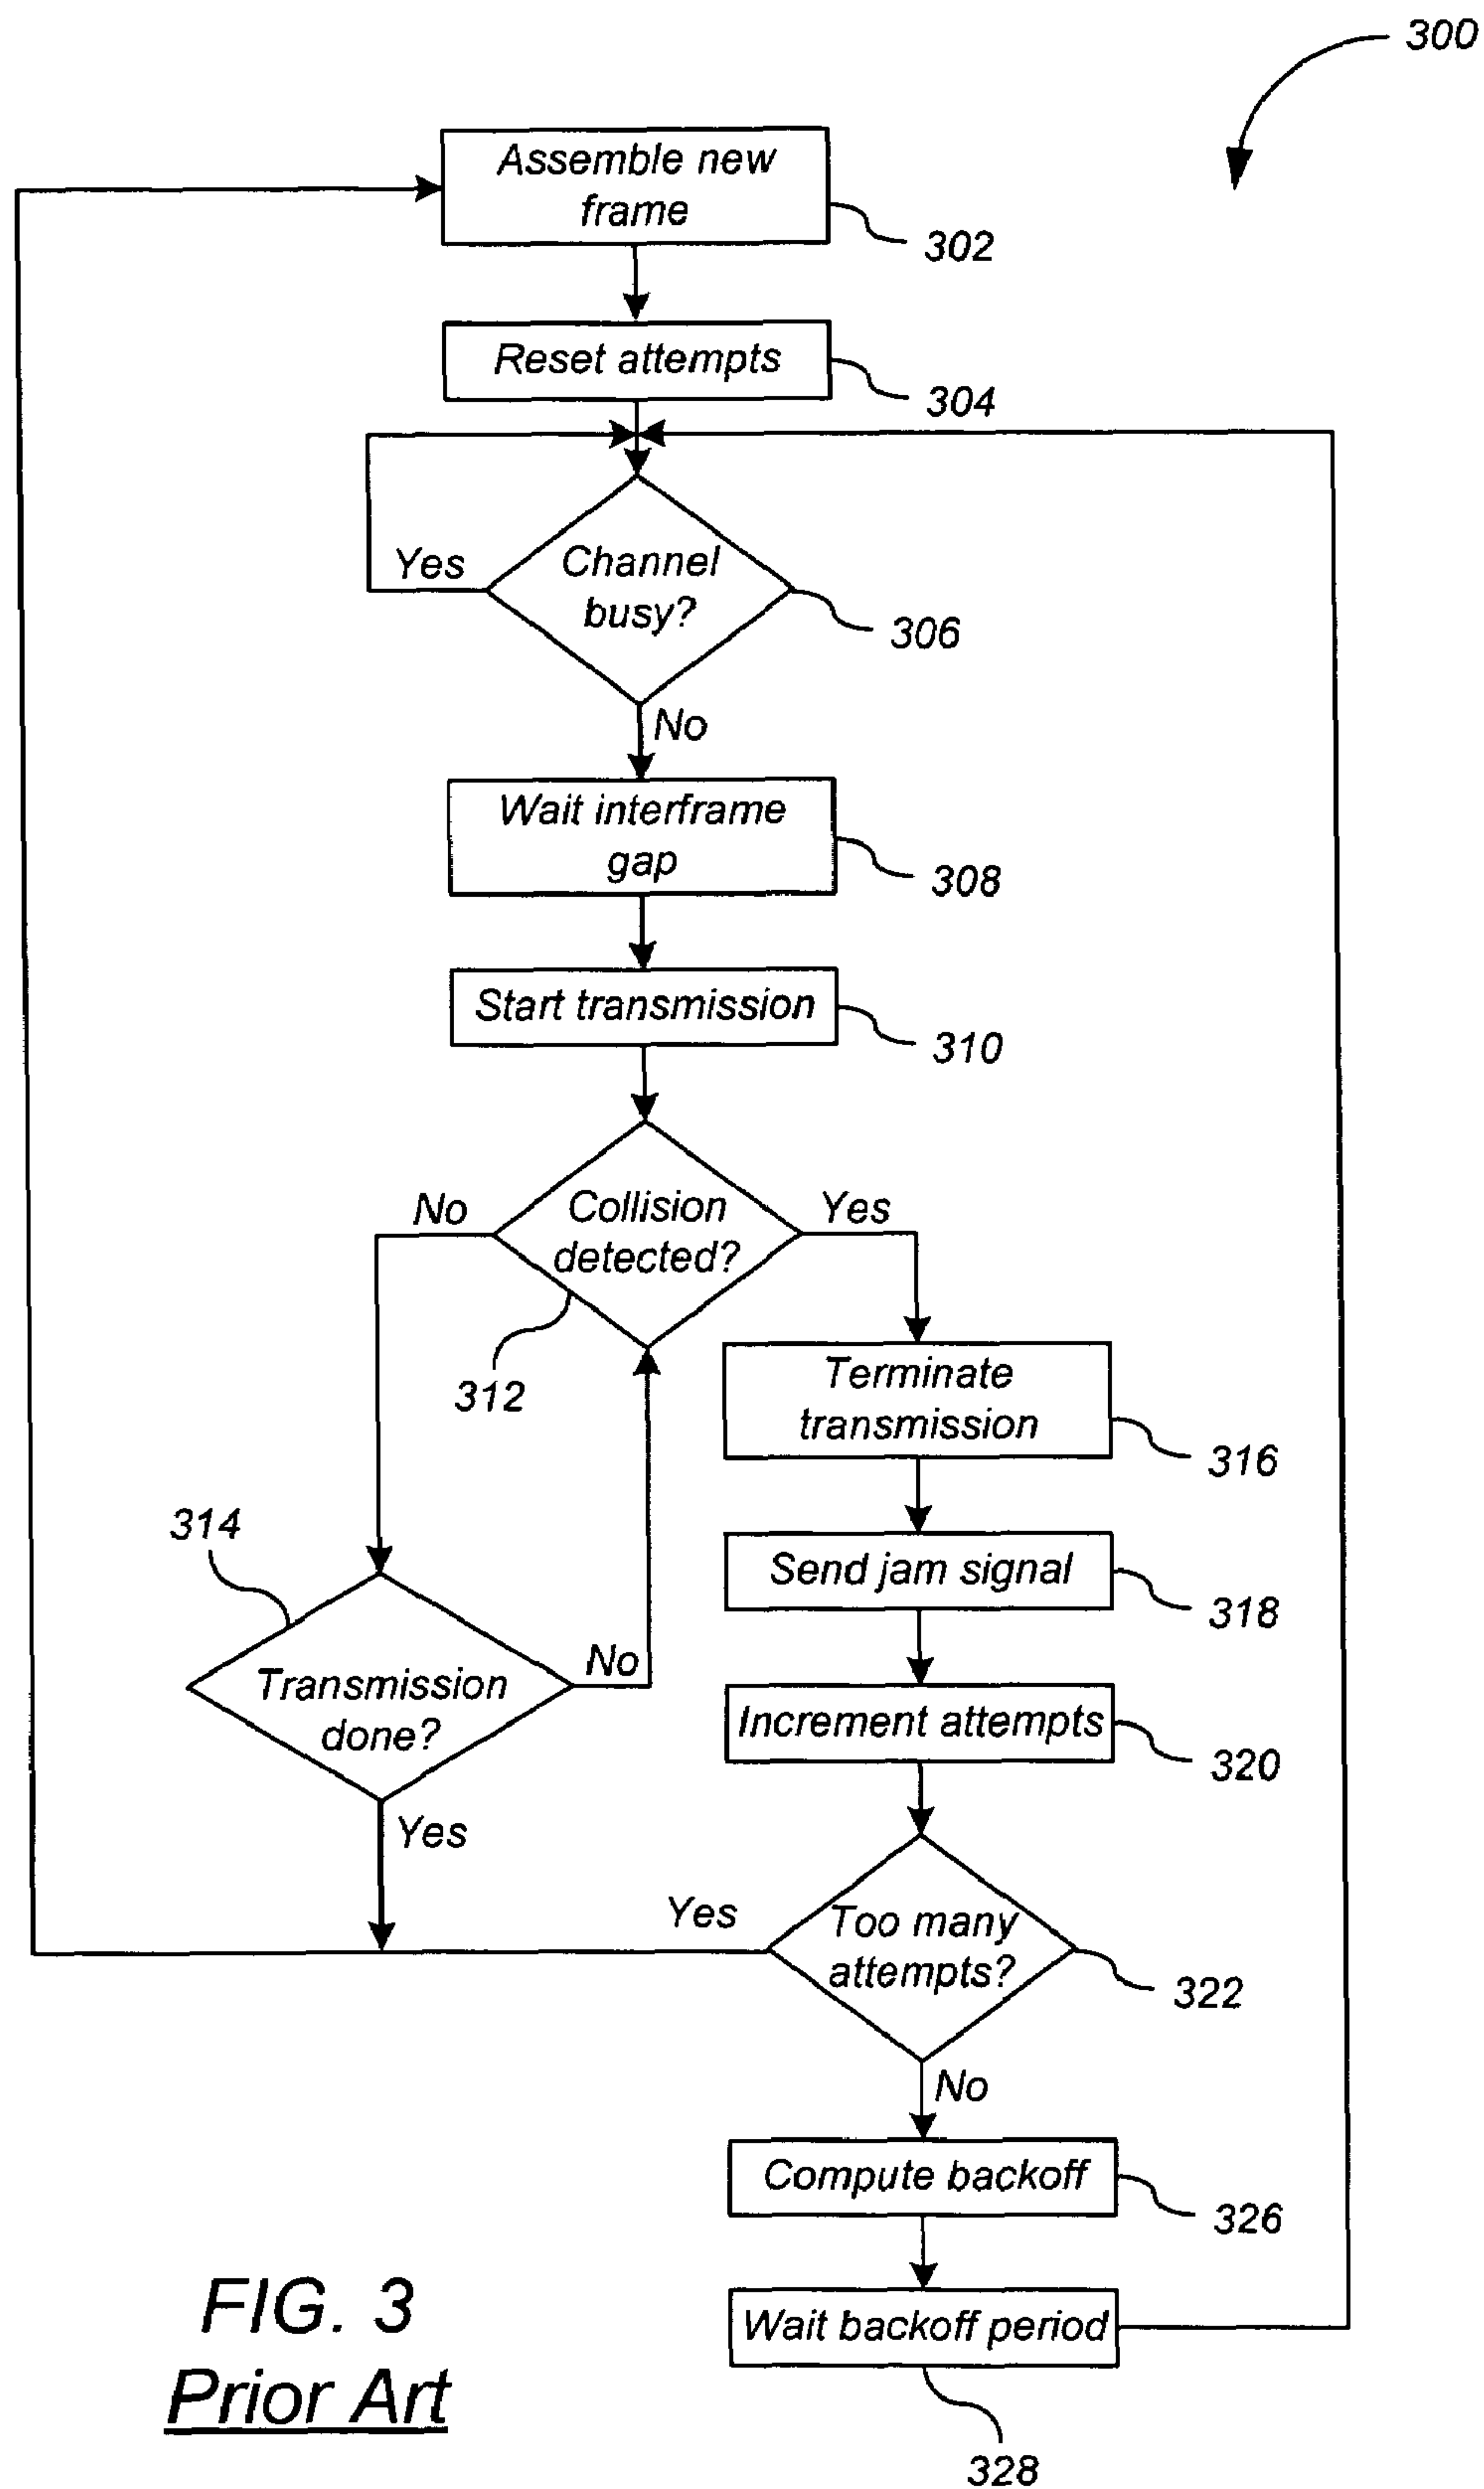 300
Assemble new
frame
302
Reset attempts
304
Yes
Channel
busy?
306
No
Wait interframe
gap
308
Start transmission
310
No
Collision
detected?
Yes
312
Terminate
transmission
316
314
Send jam signal
318
Transmission
done?
No
Increment attempts
320
Yes
Yes
Too many
attempts?
322
No
Compute backoff
326
FIG. 3
Prior Art
Wait backoff period
328